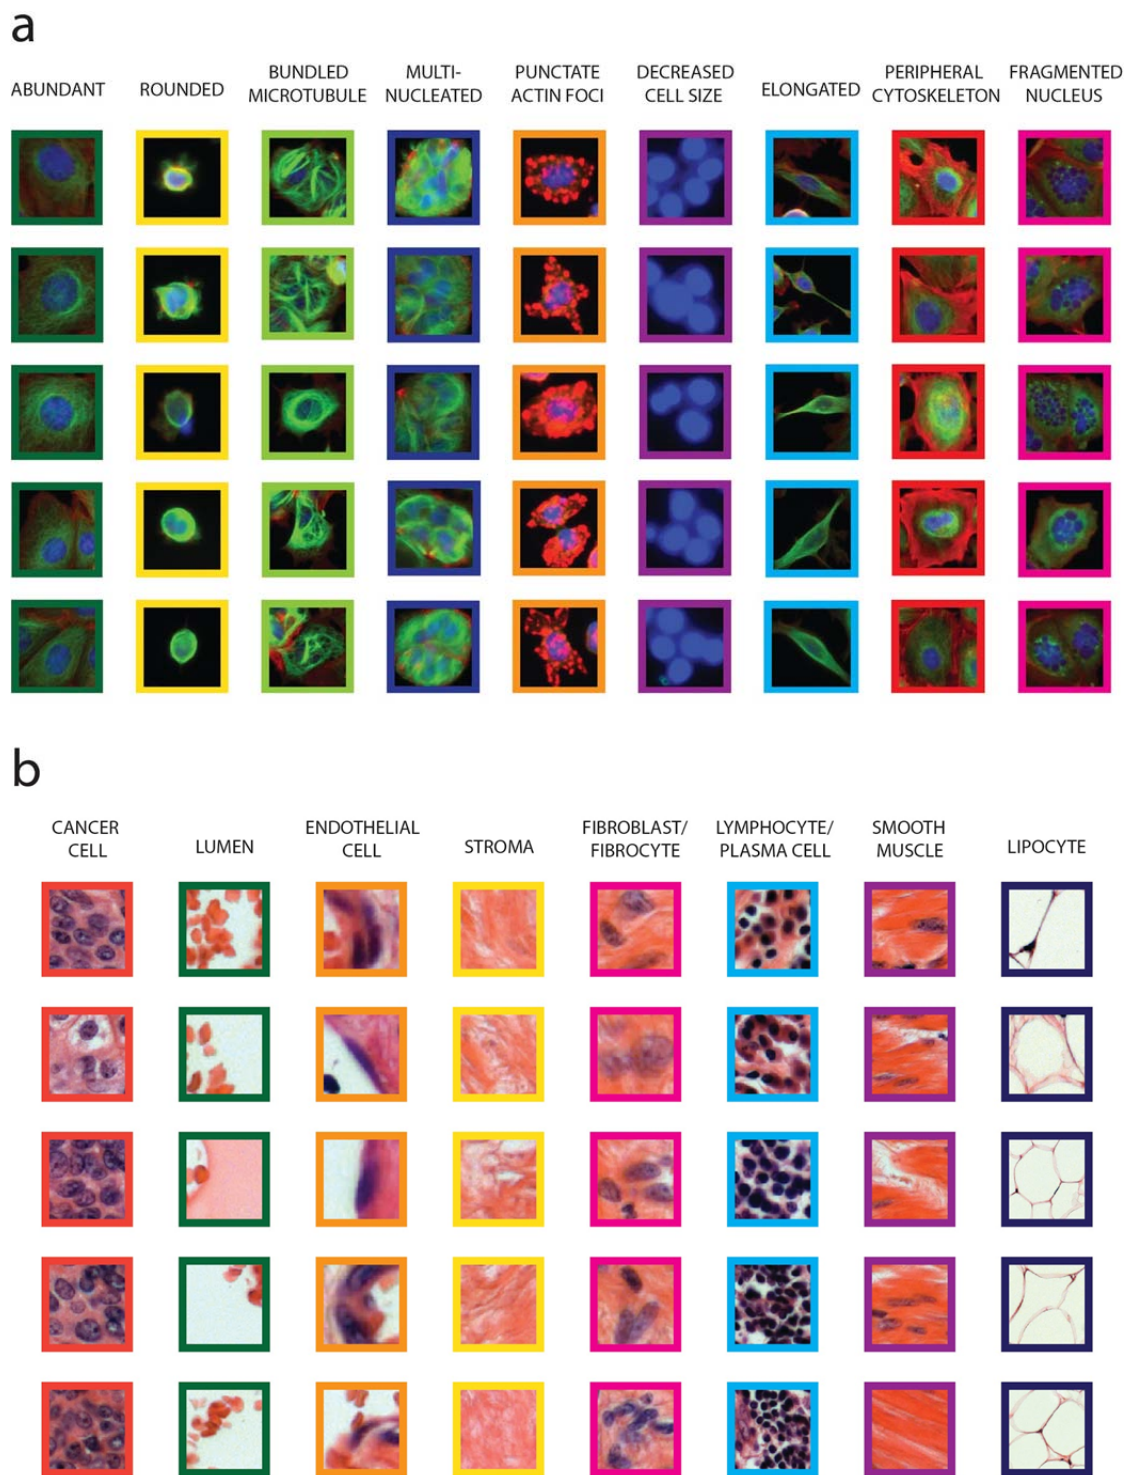 a
ABUNDANT
ROUNDED
BUNDLED
MICROTUBULE
MULTI-
NUCLEATED
PUNCTATE
ACTIN FOCI
DECREASED
CELL SIZE
ELONGATED
PERIPHERAL
CYTOSKELETON
FRAGMENTED
NUCLEUS
b
CANCER
CELL
LUMEN
ENDOTHELIAL
CELL
STROMA
FIBROBLAST/
FIBROCYTE
LYMPHOCYTE/
PLASMA CELL
SMOOTH
MUSCLE
LIPOCYTE